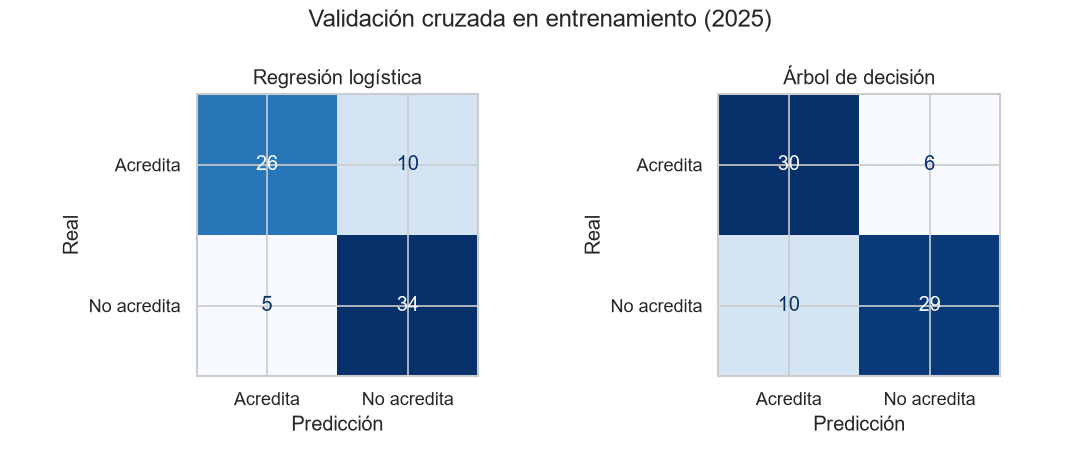 Validación cruzada en entrenamiento (2025)
Regresión logística
Acredita
26
10
Real
No acredita
5
34
Acredita
No acredita
Predicción
Árbol de decisión
Acredita
30
6
Real
No acredita
10
29
Acredita
No acredita
Predicción